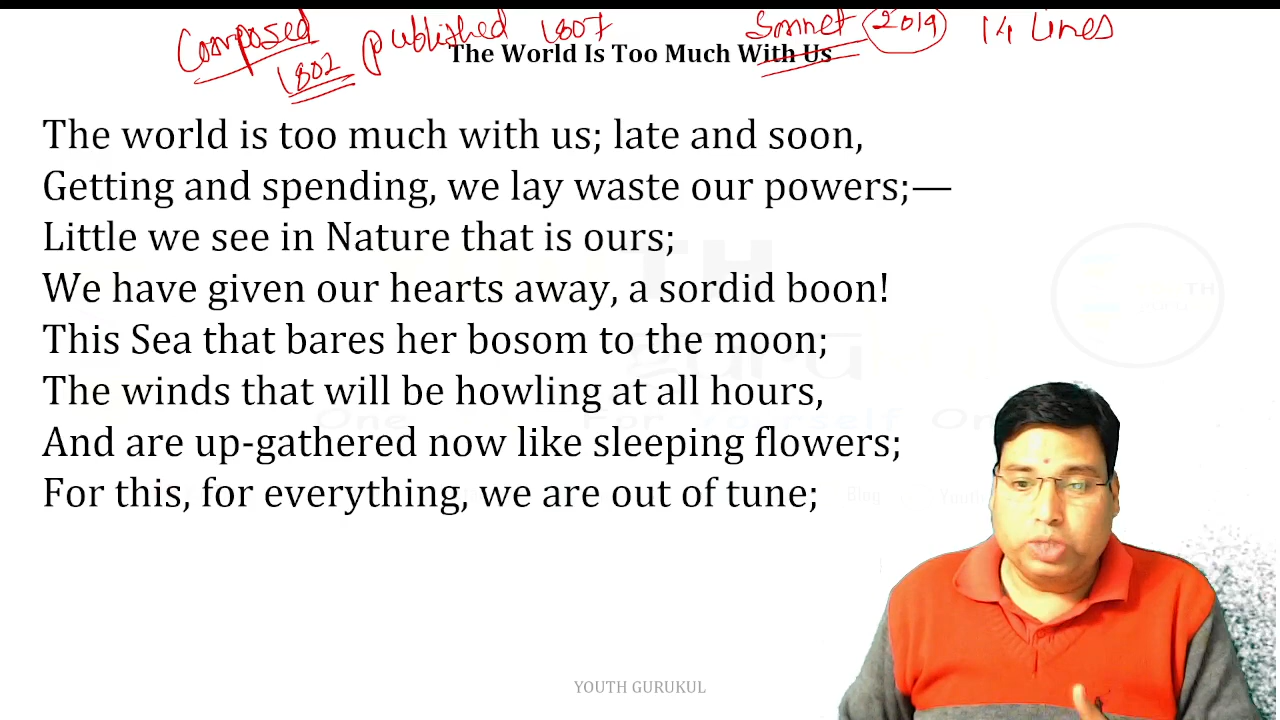 Composed published 1807 Sonnet 2019 14 Lines
1802
The World Is Too Much With Us
The world is too much with us; late and soon,
Getting and spending, we lay waste our powers;—
Little we see in Nature that is ours;
We have given our hearts away, a sordid boon!
This Sea that bares her bosom to the moon;
The winds that will be howling at all hours,
And are up-gathered now like sleeping flowers;
For this, for everything, we are out of tune;
YOUTH GURUKUL